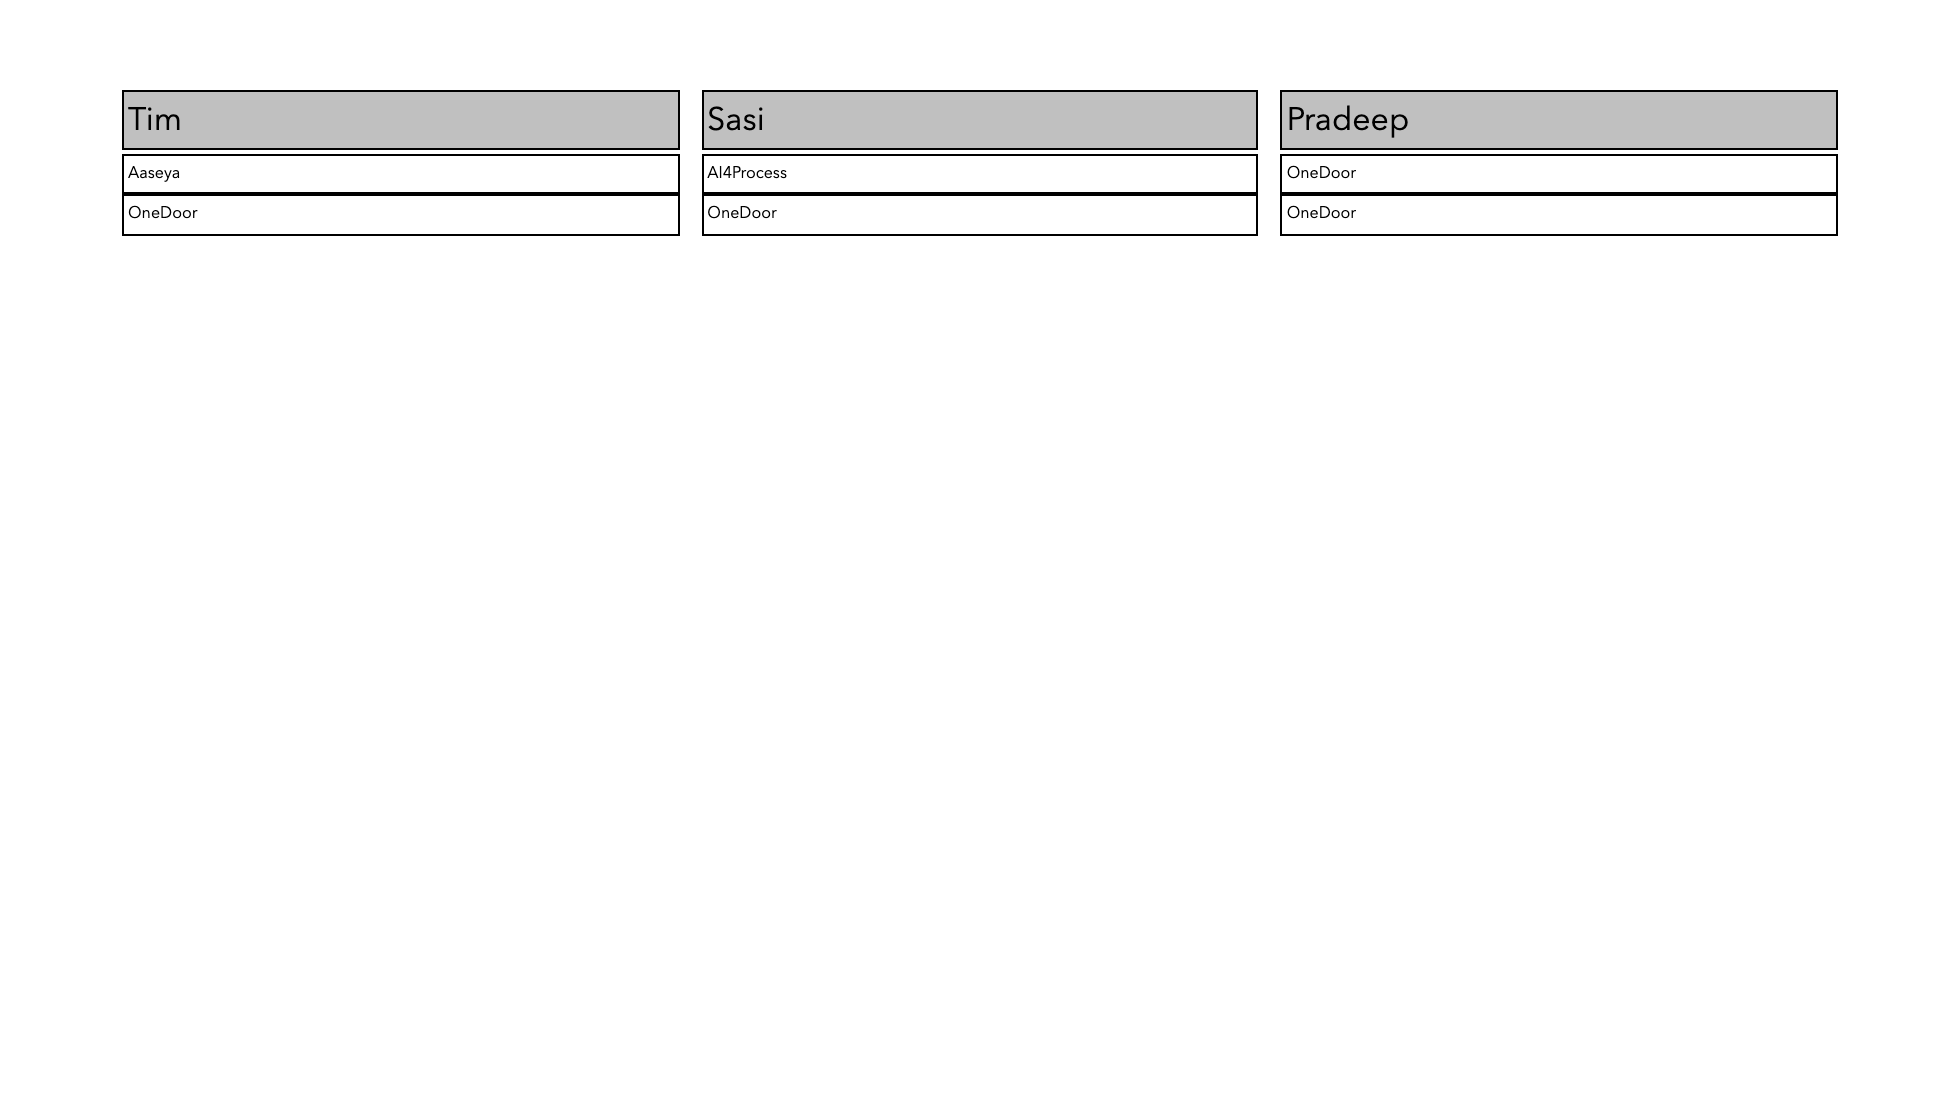 Tim
Aaseya
OneDoor
Sasi
AI4Process
OneDoor
Pradeep
OneDoor
OneDoor